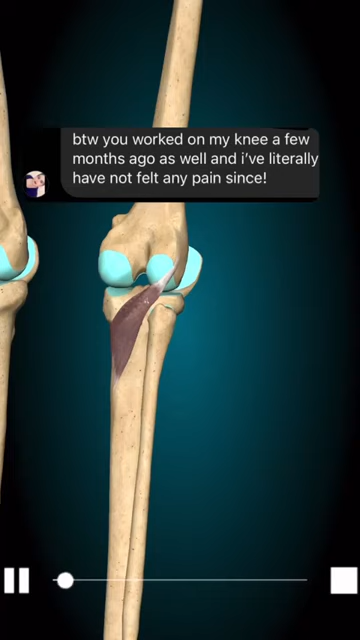 btw you worked on my knee a few
months ago as well and i've literally
have not felt any pain since!